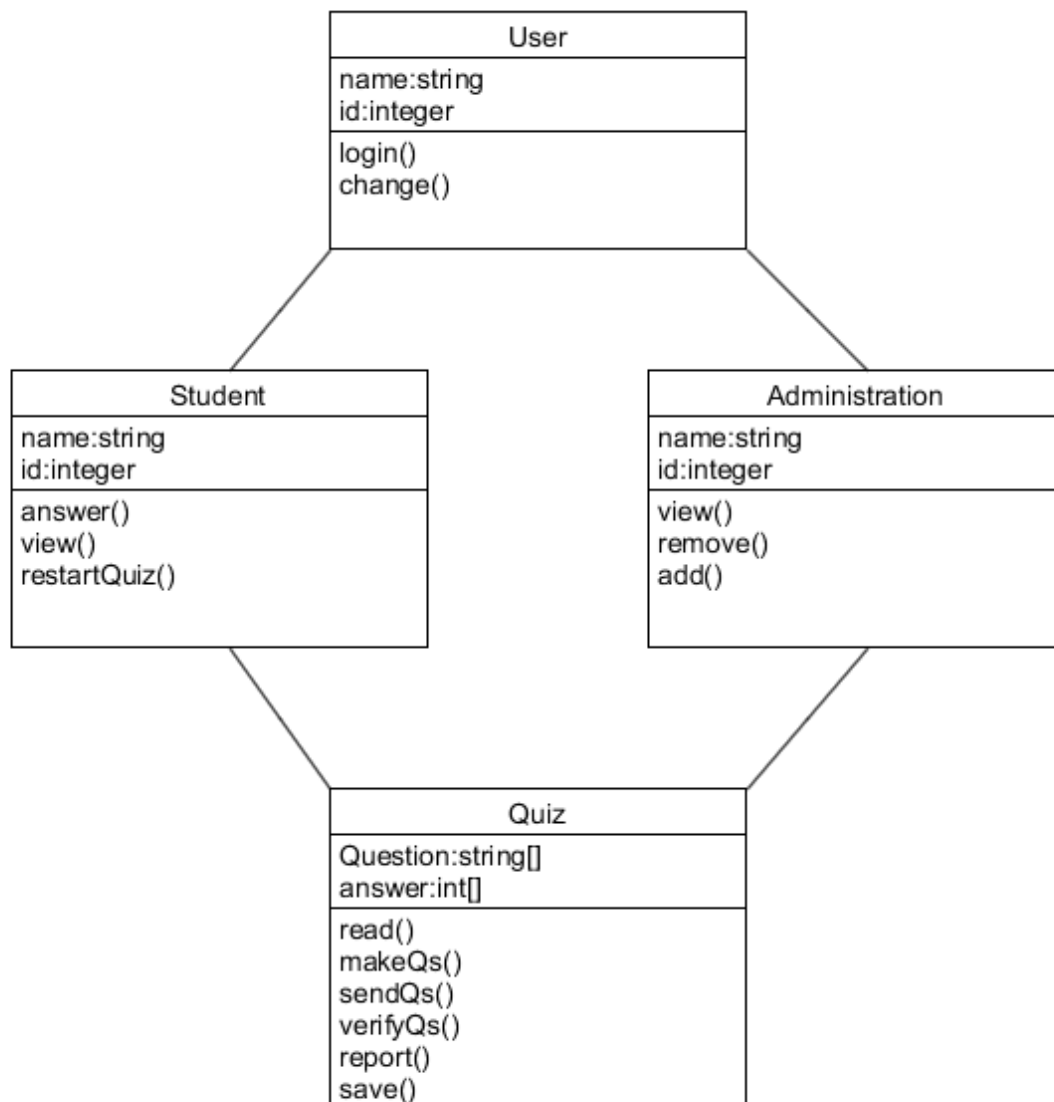 User
name:string
id:integer
login()
change()
Student
name:string
id:integer
answer()
view()
restartQuiz()
Administration
name:string
id:integer
view()
remove()
add()
Quiz
Question:string[]
answer:int[]
read()
makeQs()
sendQs()
verifyQs()
report()
save()